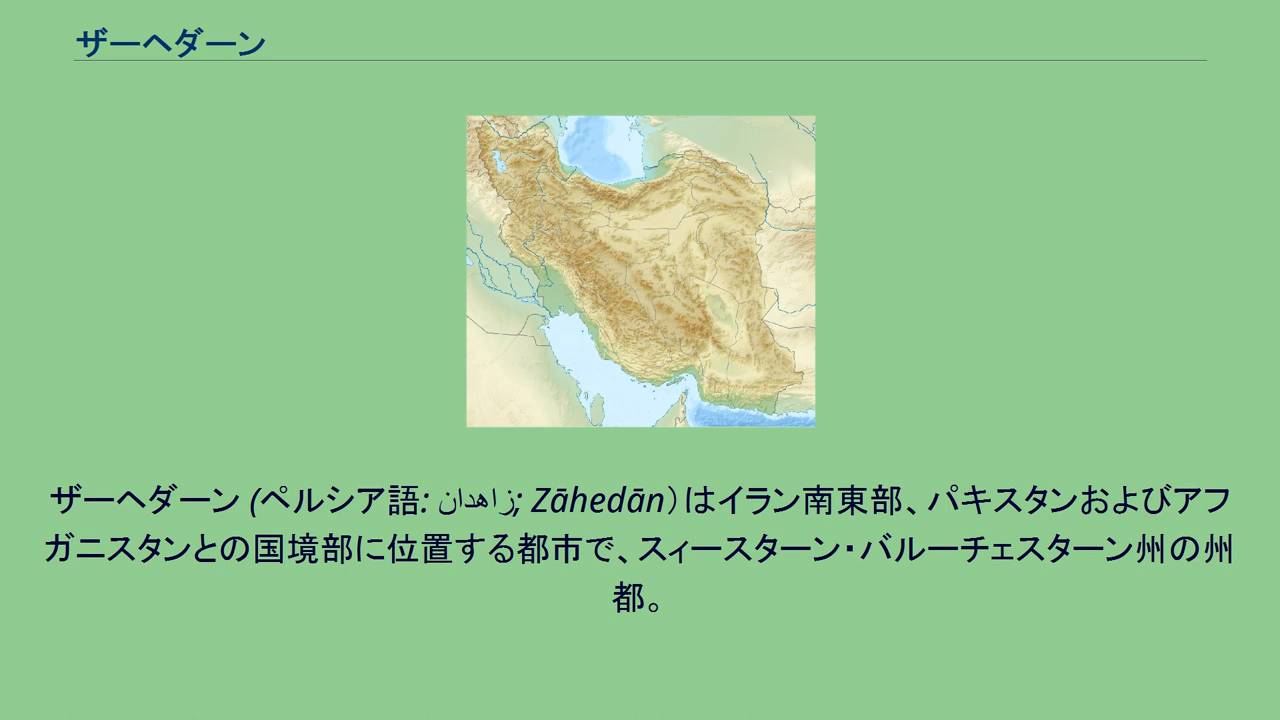 ザーヘダーン
ザーヘダーン (ペルシア語: زاهدان; Zāhedān）はイラン南東部、パキスタンおよびアフ
ガニスタンとの国境部に位置する都市で、スィースターン・バルーチェスターン州の州
都。